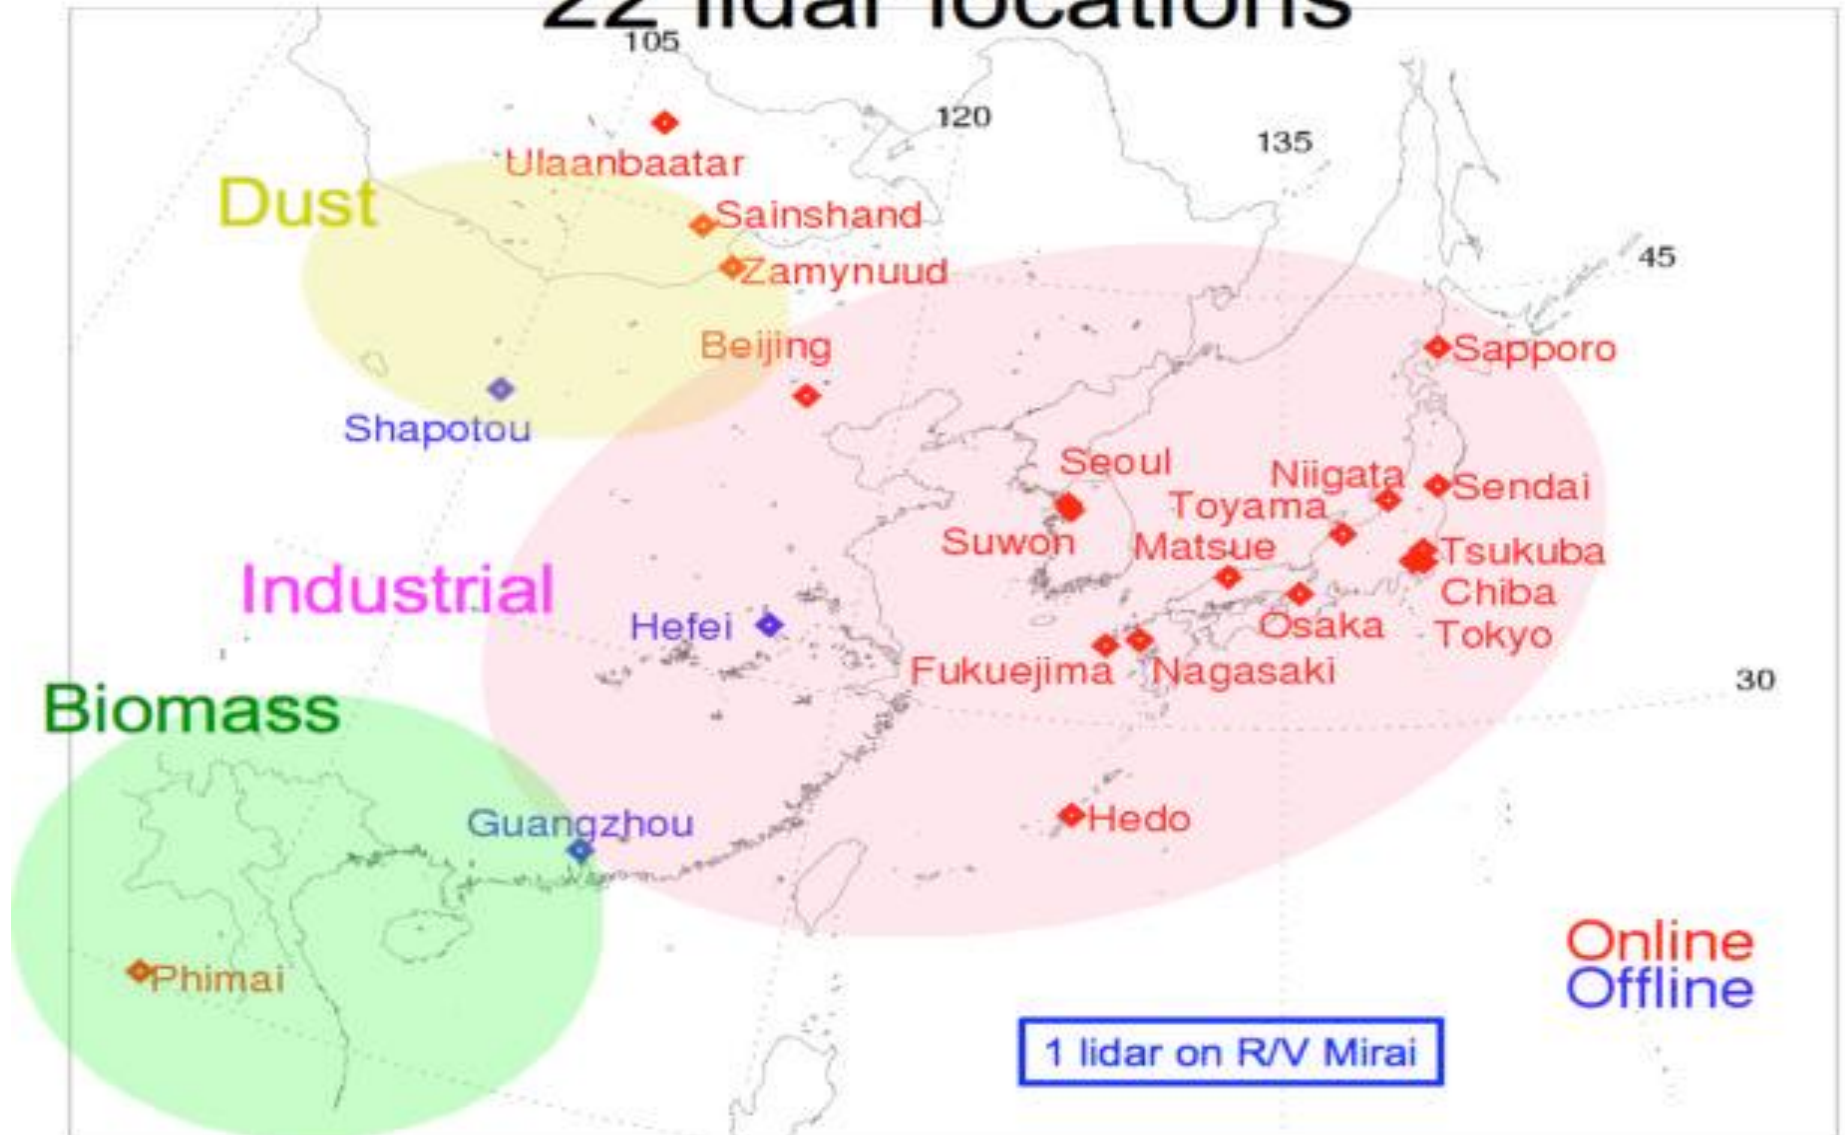 22 lidar locations
105
120
135
Ulaanbaatar
Dust
Sainshand
45
Zamynuud
Beijing
Sapporo
Shapotou
Seoul
Niigata
Sendai
Toyama
Suwon
Matsue
Tsukuba
Industrial
Chiba
Hefei
Osaka
Tokyo
Fukuejima
Nagasaki
30
Biomass
Guangzhou
Hedo
Online
Phimai
Offline
1 lidar on R/V Mirai